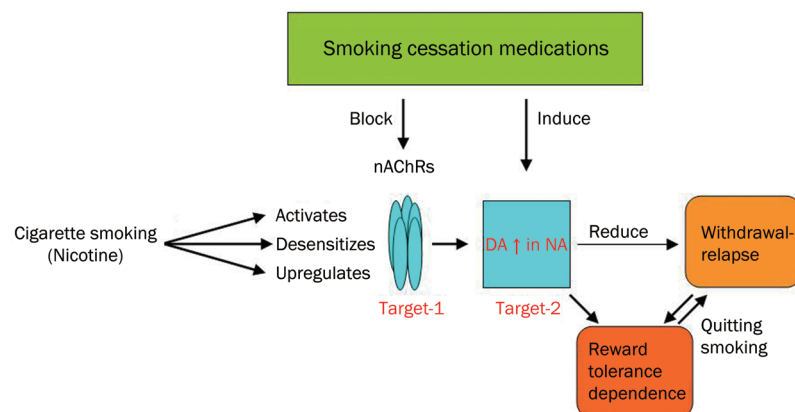 Smoking cessation medications
Block
Induce
nAChRs
Cigarette smoking
(Nicotine)
Activates
Desensitizes
Upregulates
Target-1
DA ↑ in NA
Target-2
Reduce
Withdrawal-
relapse
Quitting
smoking
Reward
tolerance
dependence